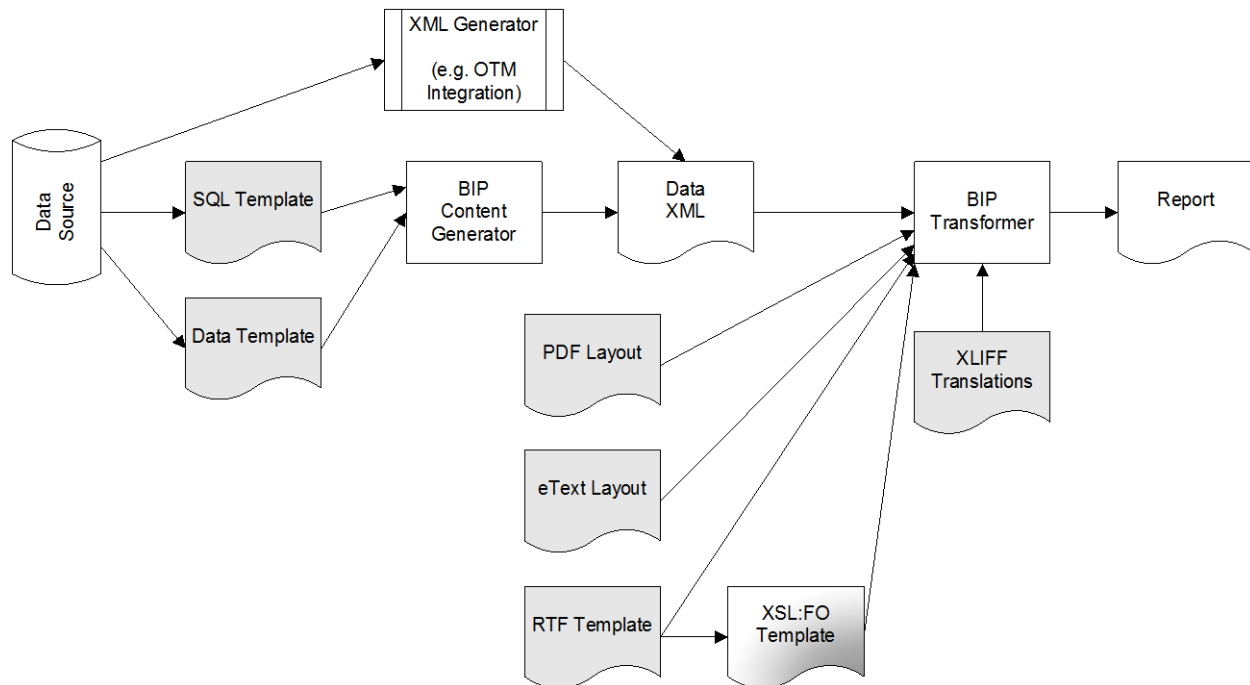 XML Generator
(e.g. OTM
Integration)
Data
Source
SQL Template
BIP
Content
Generator
Data
XML
BIP
Transformer
Report
Data Template
PDF Layout
XLIFF
Translations
eText Layout
RTF Template
XSL:FO
Template